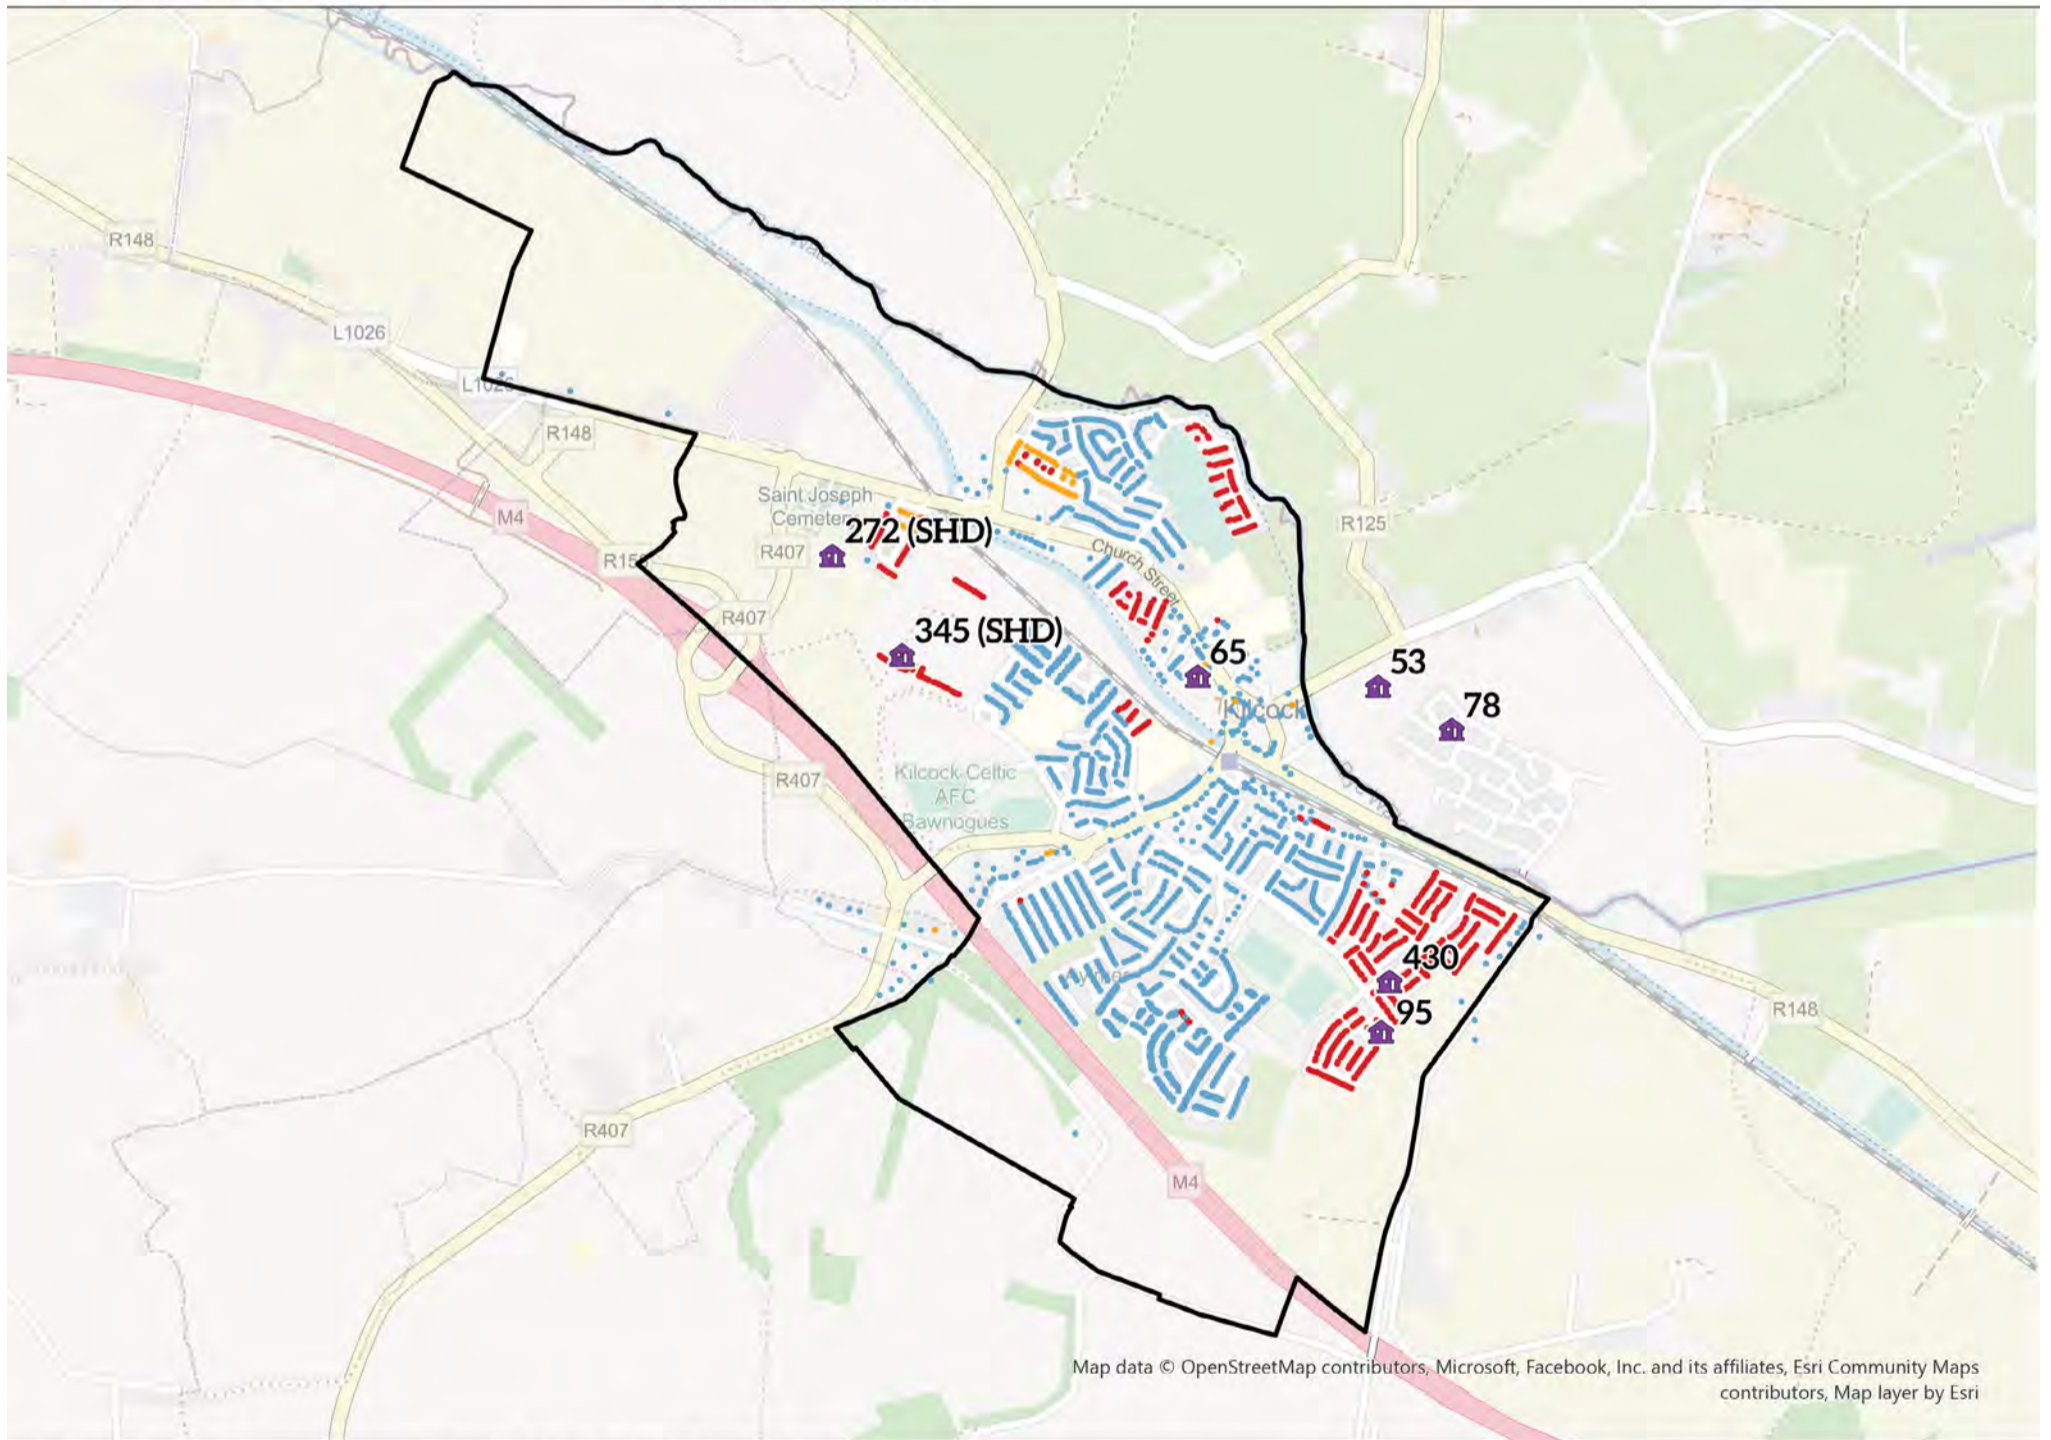 R148
L1026
L1026
R148
M4
Saint Joseph
R125
272 (SHD)
R407
Church Street
R407
345 (SHD)
65
53
78
Kilcock
R407
Kilcock Celtic
AFC
Bawnogues
430
95
R148
R407
M4
Map data © OpenStreetMap contributors, Microsoft, Facebook, Inc. and its affiliates, Esri Community Maps
contributors, Map layer by Esri